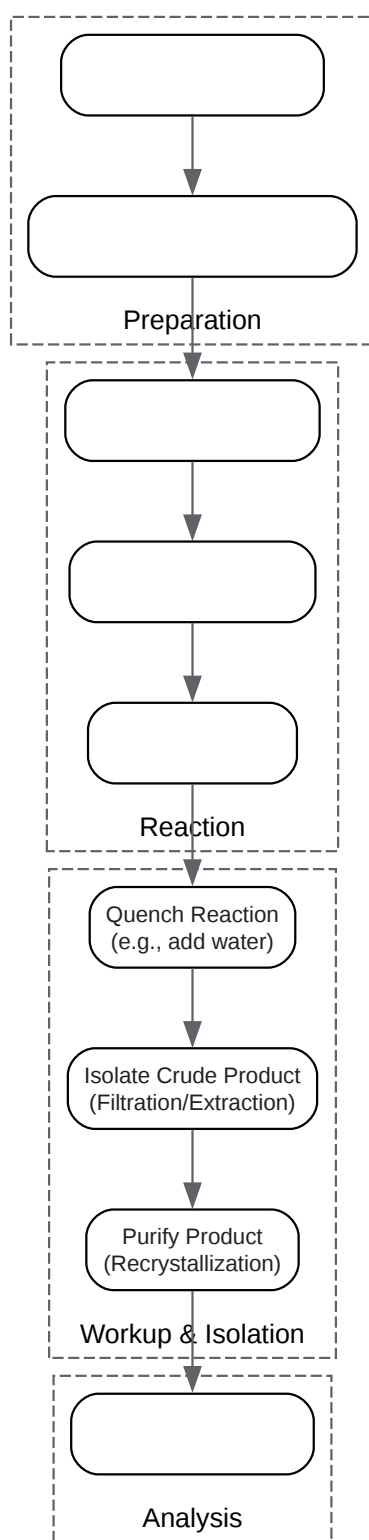 Preparation
Reaction
Quench Reaction
(e.g., add water)
Isolate Crude Product
(Filtration/Extraction)
Purify Product
(Recrystallization)
Workup & Isolation
Analysis